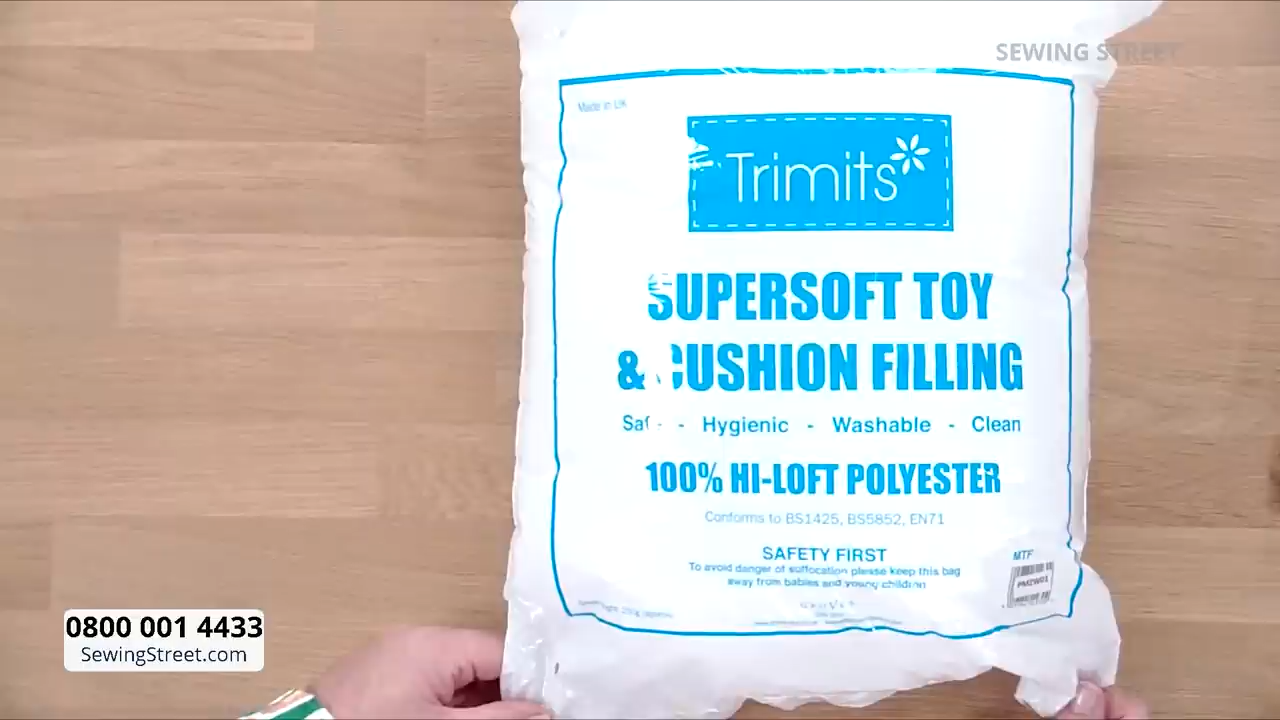 SEWING STREET
Made in UK
Trimits
SUPERSOFT TOY
& CUSHION FILLING
Safe - Hygienic - Washable - Clean
100% HI-LOFT POLYESTER
Conforms to BS1425, BS5852, EN71
SAFETY FIRST
To avoid danger of suffocation please keep this bag
away from babies and young children
MTF
0800 001 4433
SewingStreet.com